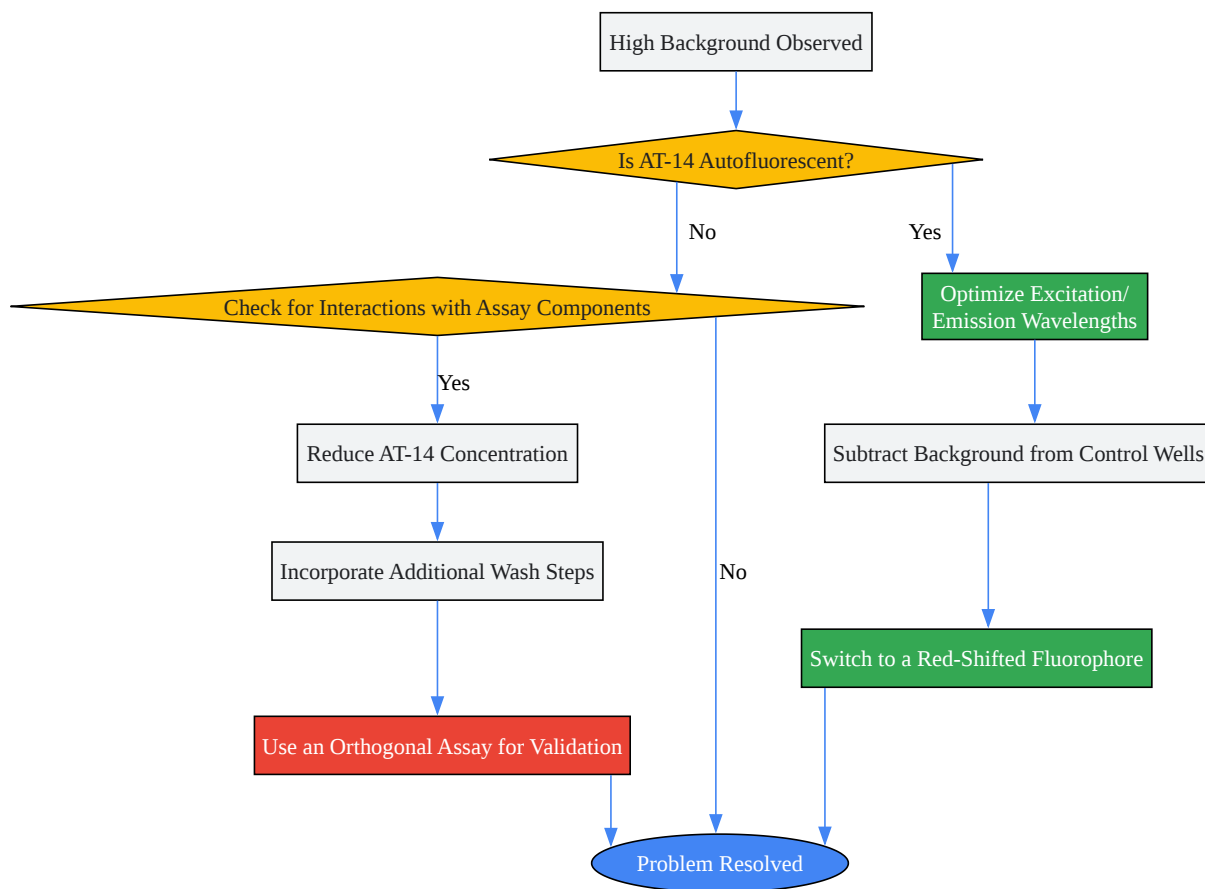 High Background Observed
Is AT-14 Autofluorescent?
No
Yes
Check for Interactions with Assay Components
Optimize Excitation/
Emission Wavelengths
Yes
Reduce AT-14 Concentration
Subtract Background from Control Wells
Incorporate Additional Wash Steps
No
Switch to a Red-Shifted Fluorophore
Use an Orthogonal Assay for Validation
Problem Resolved